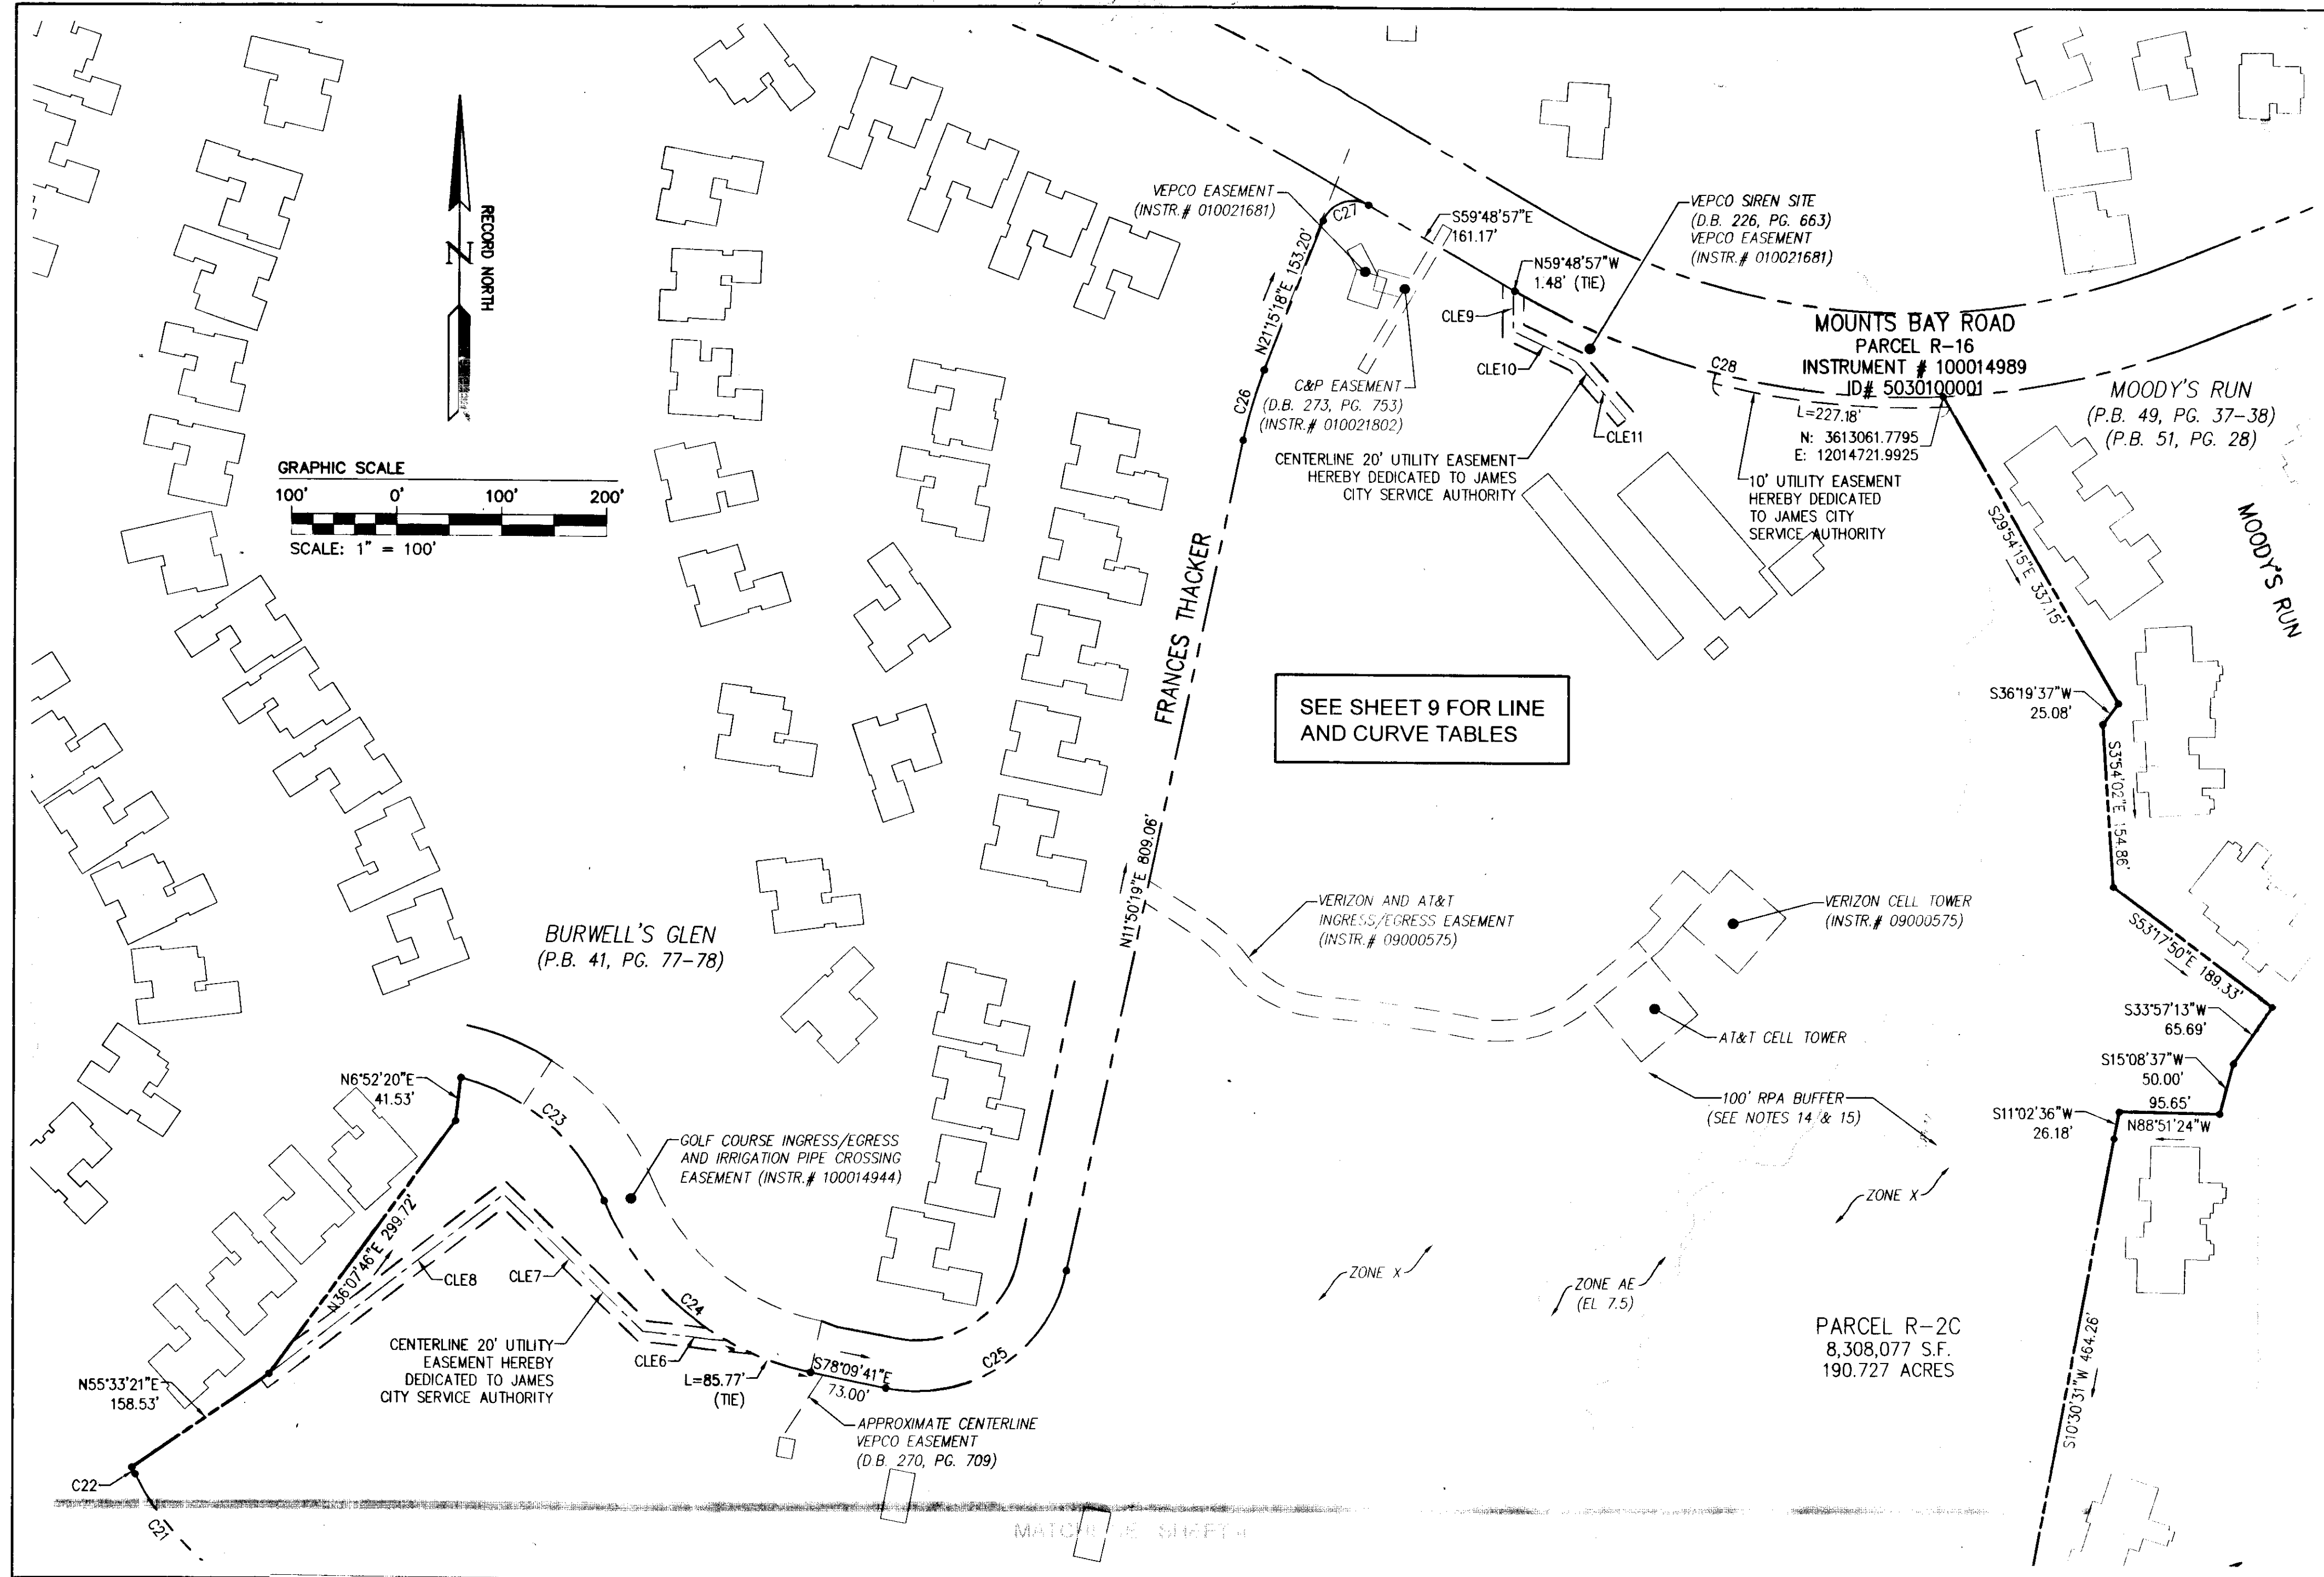 RECORD NORTH
N
GRAPHIC SCALE
100' 0' 100' 200'
SCALE: 1" = 100'
VEPCO EASEMENT
(INSTR.# 010021681)
C27
S59°48'57"E
161.17'
VEPCO SIREN SITE
(D.B. 226, PG. 663)
VEPCO EASEMENT
(INSTR.# 010021681)
N59°48'57"W
1.48' (TIE)
N21°15'18"E 153.20'
C26
CLE9
CLE10
CLE11
C&P EASEMENT
(D.B. 273, PG. 753)
(INSTR.# 010021802)
CENTERLINE 20' UTILITY EASEMENT
HEREBY DEDICATED TO JAMES
CITY SERVICE AUTHORITY
C28
MOUNTS BAY ROAD
PARCEL R-16
INSTRUMENT # 100014989
ID# 5030100001
L=227.18'
N: 3613061.7795
E: 12014721.9925
10' UTILITY EASEMENT
HEREBY DEDICATED
TO JAMES CITY
SERVICE AUTHORITY
MOODY'S RUN
(P.B. 49, PG. 37-38)
(P.B. 51, PG. 28)
MOODY'S RUN
S29°54'15"E 337.15'
FRANCES THACKER
SEE SHEET 9 FOR LINE
AND CURVE TABLES
S36°19'37"W
25.08'
S3°54'02"E 154.86'
N11°50'19"E 809.06'
VERIZON AND AT&T
INGRESS/EGRESS EASEMENT
(INSTR.# 09000575)
VERIZON CELL TOWER
(INSTR.# 09000575)
S53°17'50"E 189.33'
BURWELL'S GLEN
(P.B. 41, PG. 77-78)
AT&T CELL TOWER
S33°57'13"W
65.69'
S15°08'37"W
50.00'
95.65'
N88°51'24"W
S11°02'36"W
26.18'
100' RPA BUFFER
(SEE NOTES 14 & 15)
N6°52'20"E
41.53'
C23
GOLF COURSE INGRESS/EGRESS
AND IRRIGATION PIPE CROSSING
EASEMENT (INSTR.# 100014944)
ZONE X
ZONE X
ZONE AE
(EL 7.5)
N36°07'46"E 299.72'
CLE8
CLE7
C24
CENTERLINE 20' UTILITY
EASEMENT HEREBY
DEDICATED TO JAMES
CITY SERVICE AUTHORITY
CLE6
L=85.77'
(TIE)
S78°09'41"E
73.00'
C25
PARCEL R-2C
8,308,077 S.F.
190.727 ACRES
S10°30'31"W 464.26'
N55°33'21"E
158.53'
APPROXIMATE CENTERLINE
VEPCO EASEMENT
(D.B. 270, PG. 709)
C22
C21
SHEET